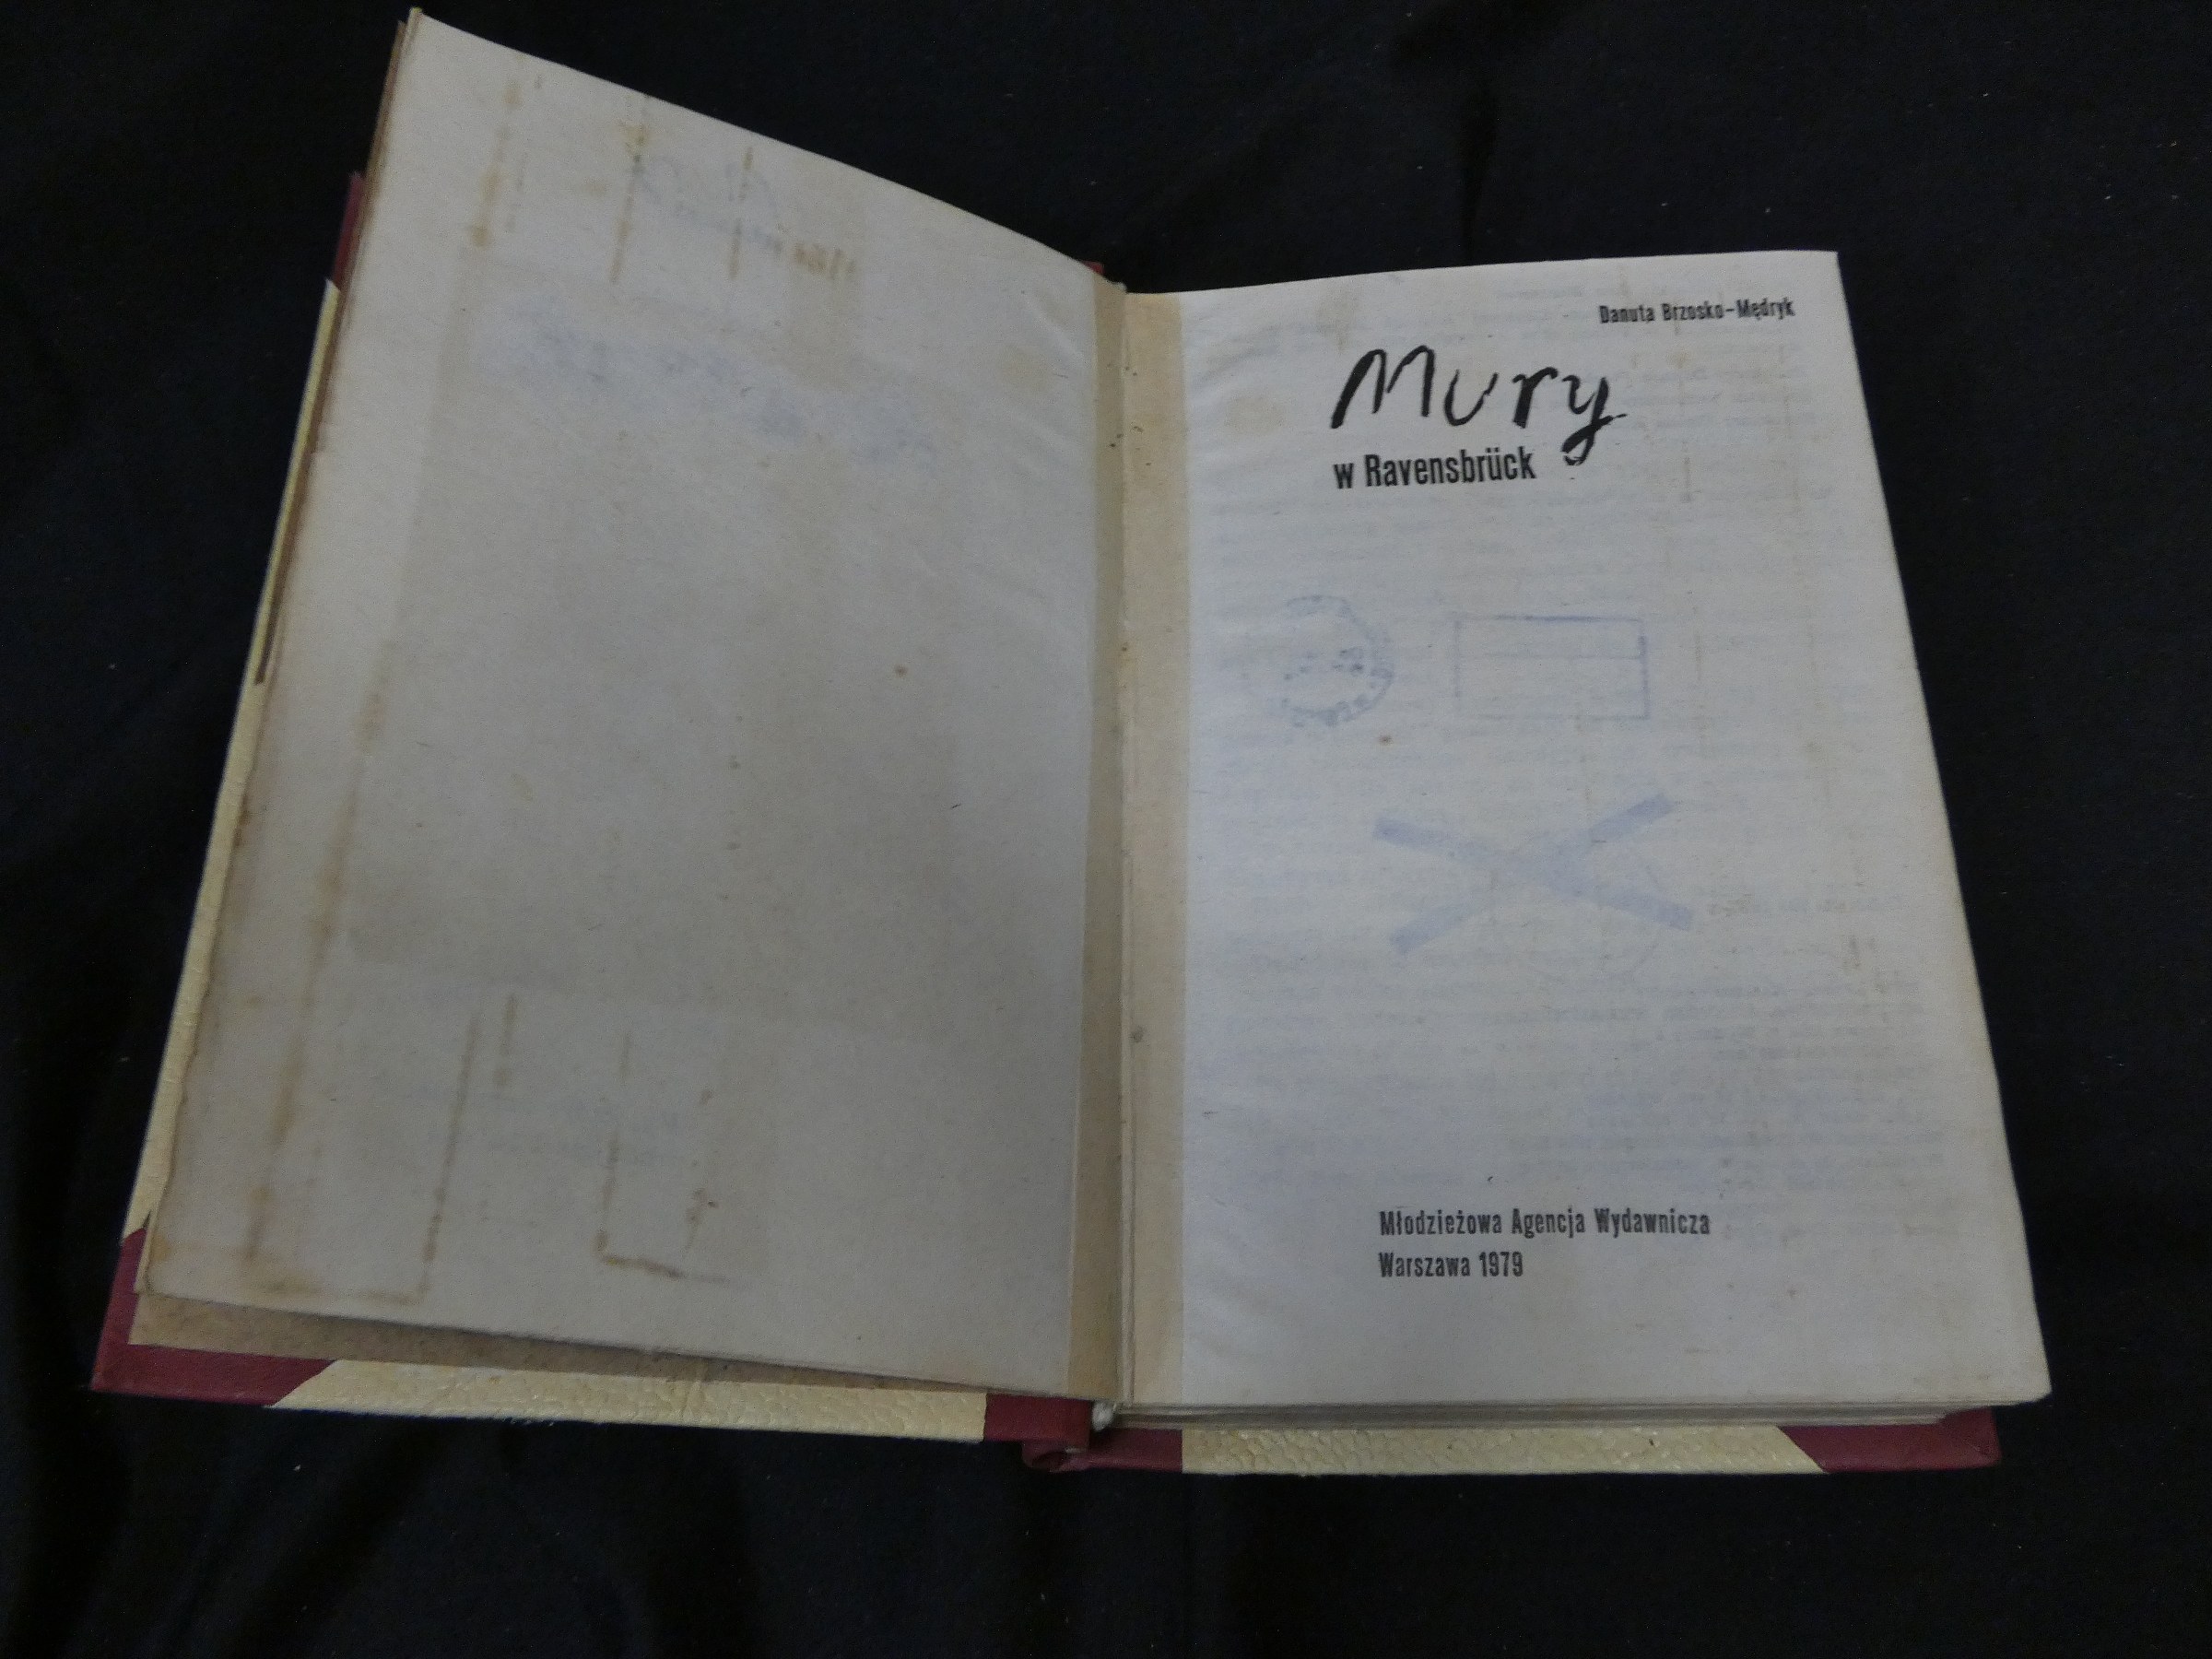 Danuta Brzosko-Mędryk
Mury
w Ravensbrück
Młodzieżowa Agencja Wydawnicza
Warszawa 1979